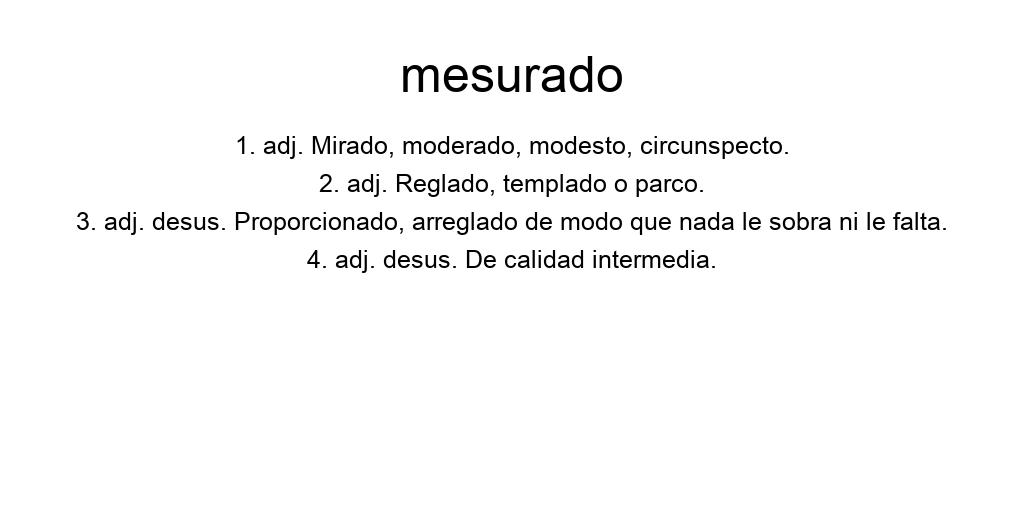 mesurado
1. adj. Mirado, moderado, modesto, circunspecto.
2. adj. Reglado, templado o parco.
3. adj. desus. Proporcionado, arreglado de modo que nada le sobra ni le falta.
4. adj. desus. De calidad intermedia.